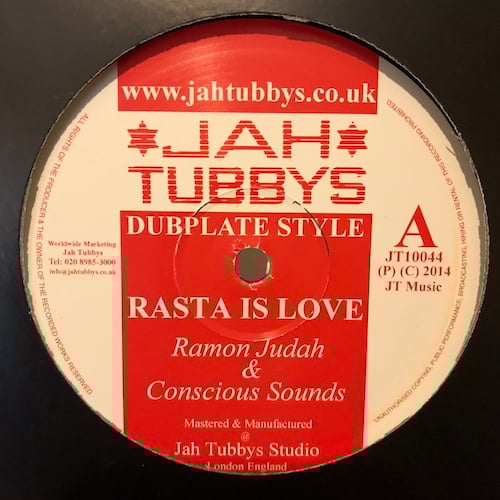 www.jahtubbys.co.uk
JAH
TUBBYS
DUBPLATE STYLE
A
JT10044
(P) (C) 2014
JT Music
Worldwide Marketing
Jah Tubbys
Tel: 020 8985-3000
info@jahtubbys.co.uk
RASTA IS LOVE
Ramon Judah
&
Conscious Sounds
Mastered & Manufactured
@
Jah Tubbys Studio
London England
ALL RIGHTS OF THE PRODUCER & THE OWNER OF THE RECORDED WORKS RESERVED
UNAUTHORISED COPYING, PUBLIC PERFORMANCE, BROADCASTING, HIRING OR RENTAL OF THIS RECORDING PROHIBITED